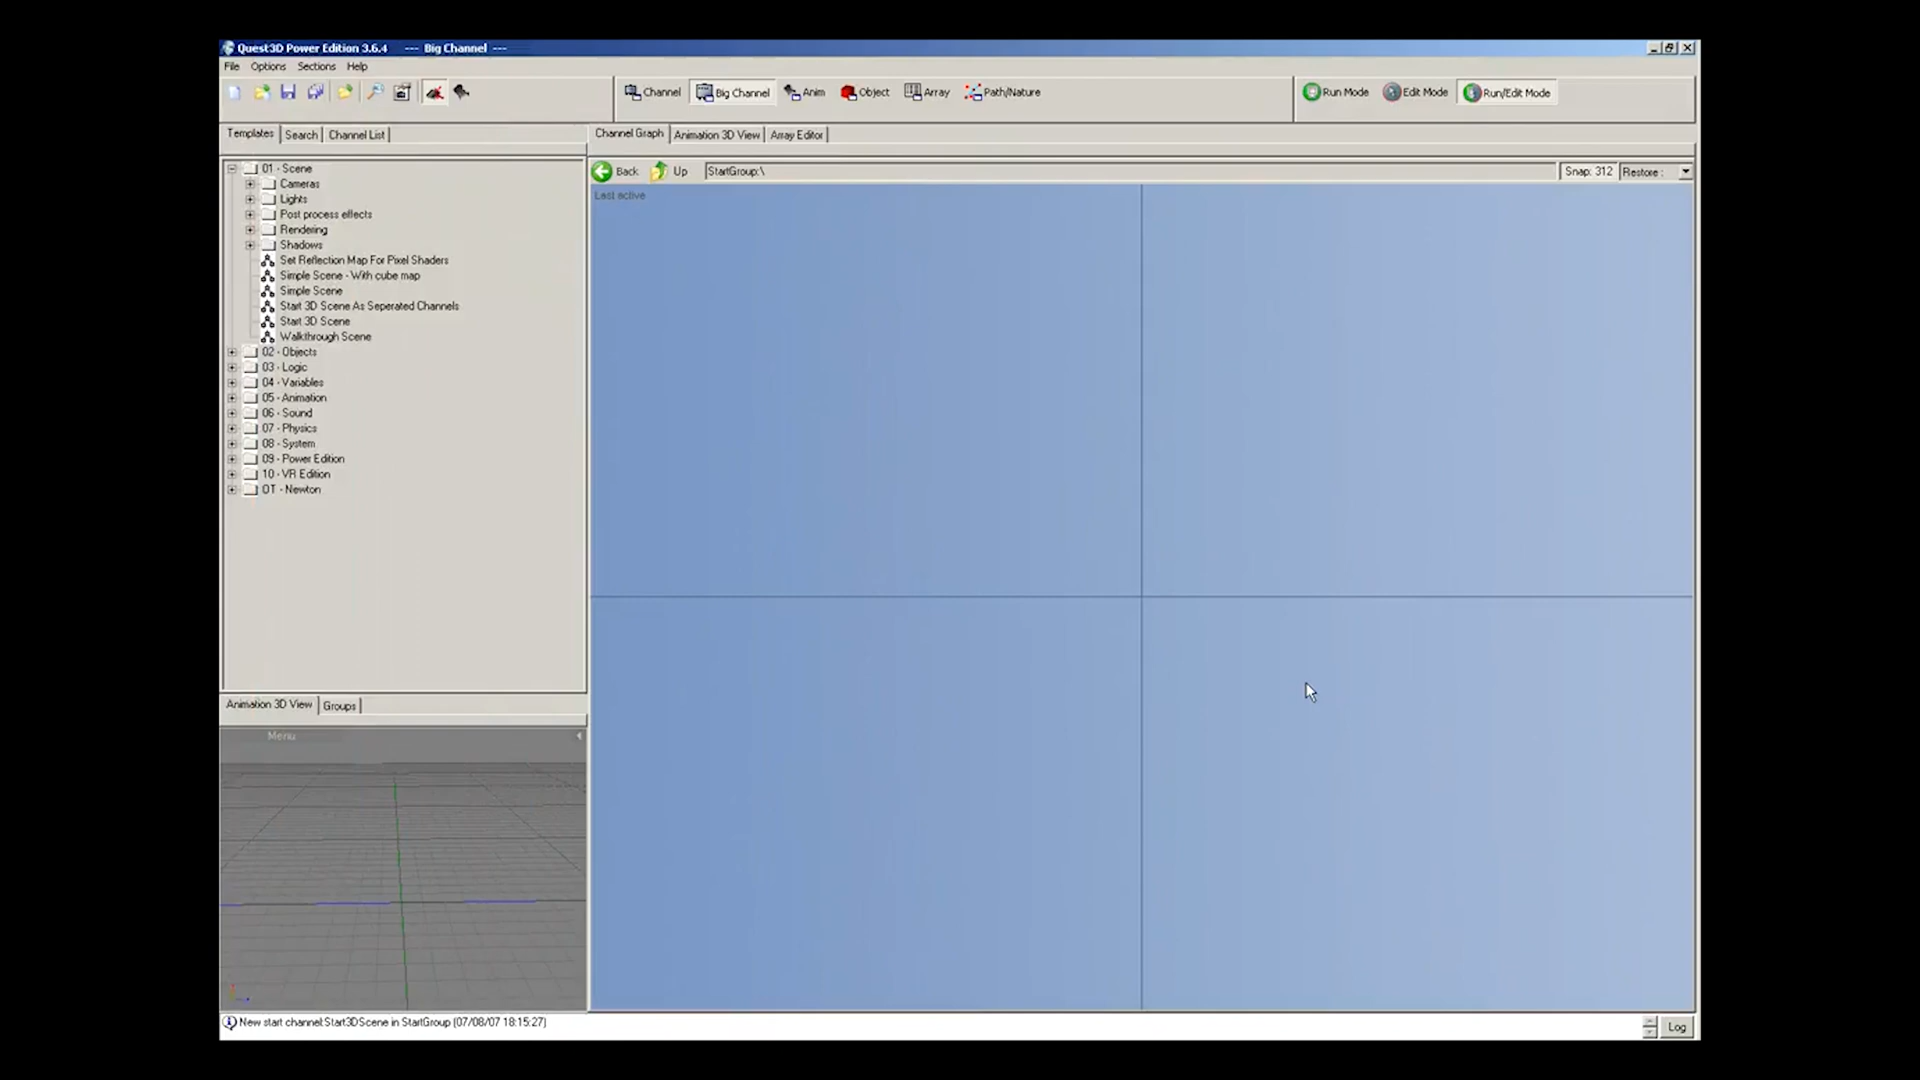 Quest3D Power Edition 3.6.4 --- Big Channel ---
File Options Sections Help
Channel Big Channel Anim Object Array Path/Nature Run Mode Edit Mode Run/Edit Mode
Templates Search Channel List Channel Graph Animation 3D View Array Editor
Back Up StartGroup:\ Snap: 312 Restore :
Last active
01 - Scene
Cameras
Lights
Post process effects
Rendering
Shadows
Set Reflection Map For Pixel Shaders
Simple Scene - With cube map
Simple Scene
Start 3D Scene As Seperated Channels
Start 3D Scene
Walkthrough Scene
02 - Objects
03 - Logic
04 - Variables
05 - Animation
06 - Sound
07 - Physics
08 - System
09 - Power Edition
10 - VR Edition
OT - Newton
Animation 3D View Groups
Menu
New start channel:Start3DScene in StartGroup (07/08/07 18:15:27)
Log